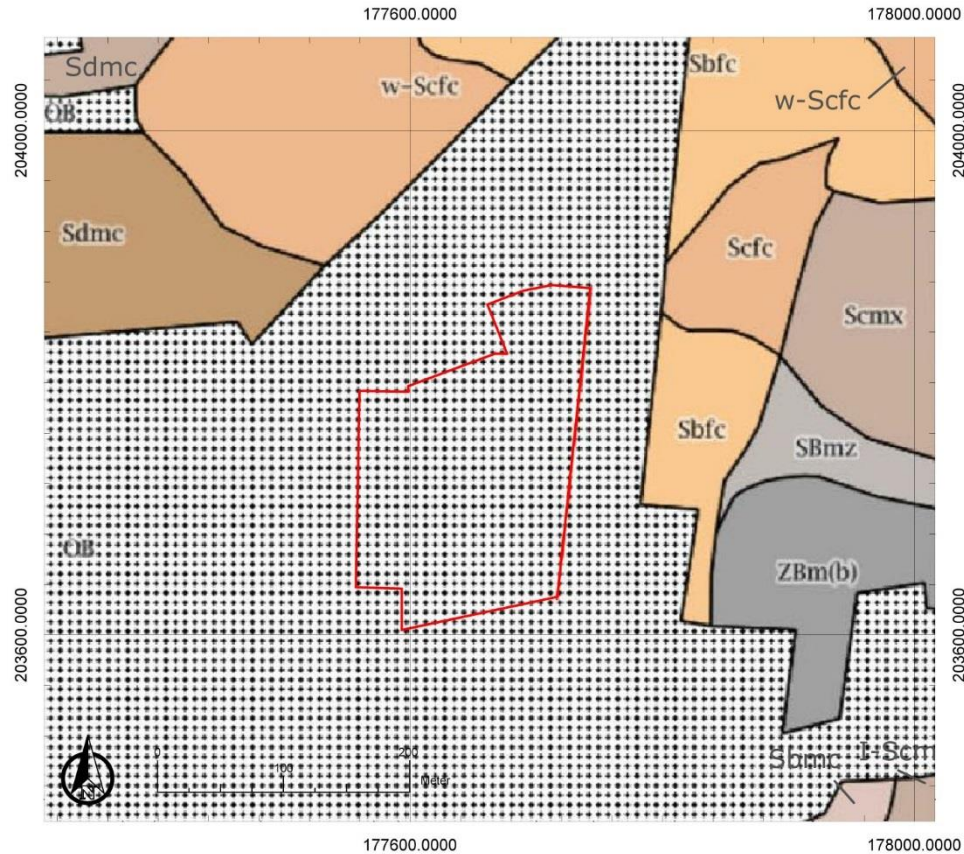 177600.0000
178000.0000
204000.0000
204000.0000
Sdmc
w-Scfc
Sbfc
w-Scfc
OB
Sdmc
Scfc
Scmx
Sbfc
SBmz
OB
ZBm(b)
203600.0000
203600.0000
Sbmc
I-Scm
N
0
100
200
Meter
177600.0000
178000.0000